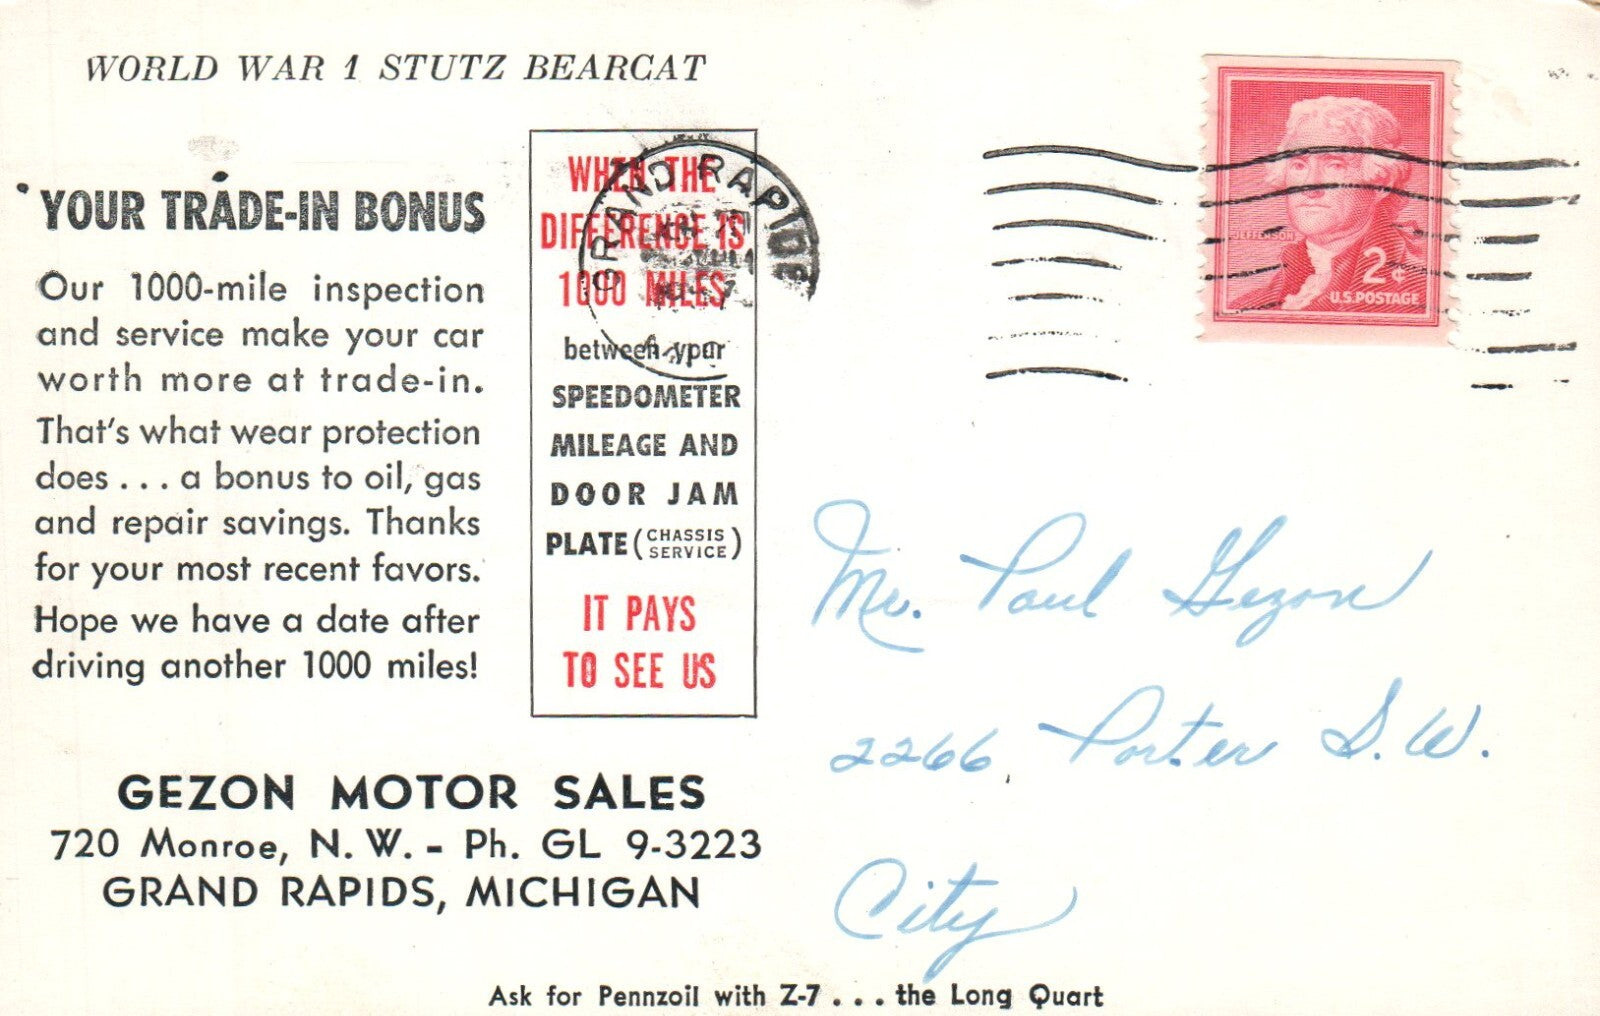 WORLD WAR 1 STUTZ BEARCAT
YOUR TRADE-IN BONUS
Our 1000-mile inspection
and service make your car
worth more at trade-in.
That's what wear protection
does . . . a bonus to oil, gas
and repair savings. Thanks
for your most recent favors.
Hope we have a date after
driving another 1000 miles!
WHEN THE
DIFFERENCE IS
1000 MILES
between your
SPEEDOMETER
MILEAGE AND
DOOR JAM
PLATE (CHASSIS
SERVICE)
IT PAYS
TO SEE US
GRAND RAPIDS
JEFFERSON
2¢
U.S. POSTAGE
Mr. Paul Gezon
2266 Porter S.W.
City
GEZON MOTOR SALES
720 Monroe, N. W. - Ph. GL 9-3223
GRAND RAPIDS, MICHIGAN
Ask for Pennzoil with Z-7 . . . the Long Quart